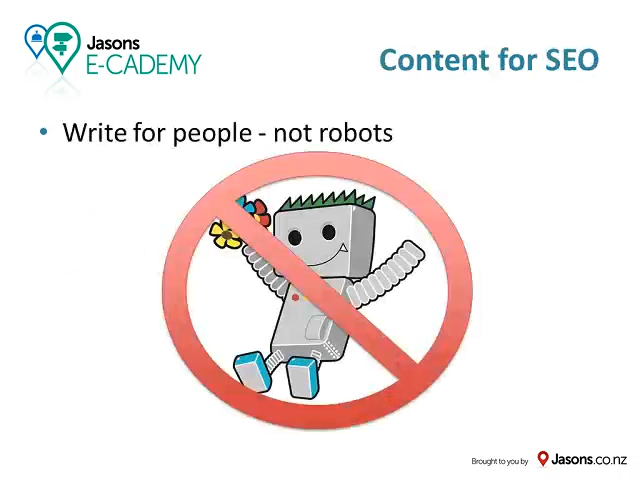 Jasons
E-CADEMY
Content for SEO
• Write for people - not robots
Brought to you by Jasons.co.nz